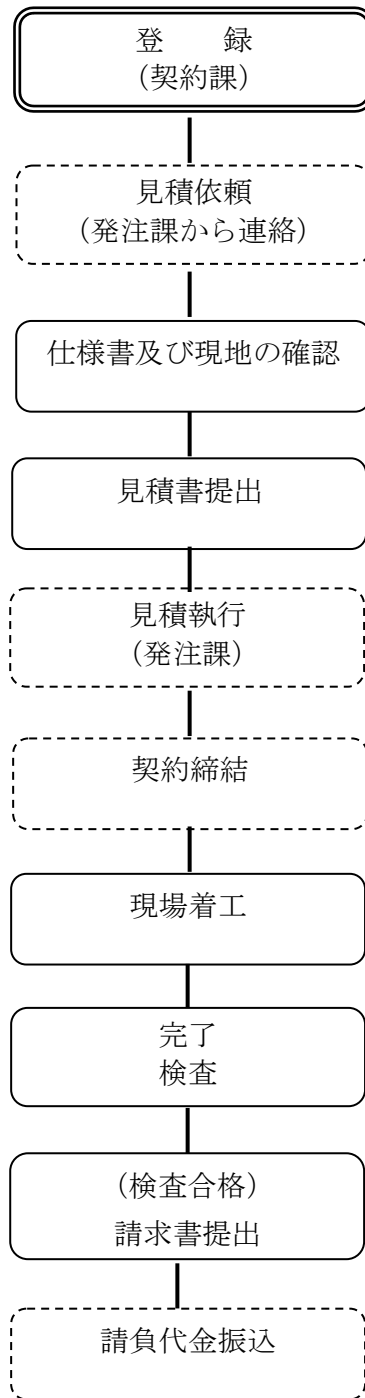 登　　録
（契約課）
見積依頼
（発注課から連絡）
仕様書及び現地の確認
見積書提出
見積執行
（発注課）
契約締結
現場着工
完了
検査
（検査合格）
請求書提出
請負代金振込